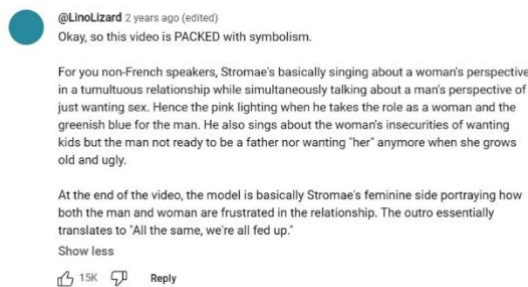 @LinoLizard 2 years ago (edited)
Okay, so this video is PACKED with symbolism.
For you non-French speakers, Stromae's basically singing about a woman's perspective
in a tumultuous relationship while simultaneously talking about a man's perspective of
just wanting sex. Hence the pink lighting when he takes the role as a woman and the
greenish blue for the man. He also sings about the woman's insecurities of wanting
kids but the man not ready to be a father nor wanting "her" anymore when she grows
old and ugly.
At the end of the video, the model is basically Stromae's feminine side portraying how
both the man and woman are frustrated in the relationship. The outro essentially
translates to "All the same, we're all fed up."
Show less
15K Reply